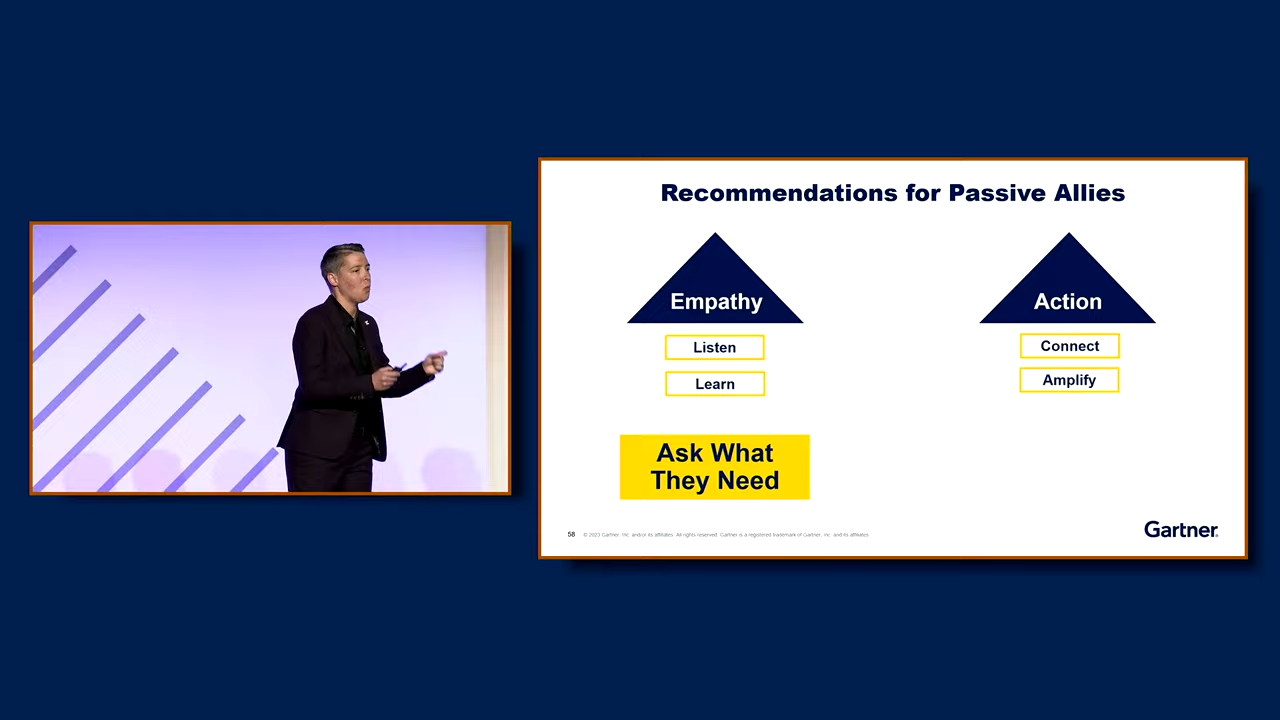 Recommendations for Passive Allies
Empathy
Action
Listen
Connect
Learn
Amplify
Ask What
They Need
58 © 2023 Gartner, Inc. and/or its affiliates. All rights reserved. Gartner is a registered trademark of Gartner, Inc. and its affiliates.
Gartner